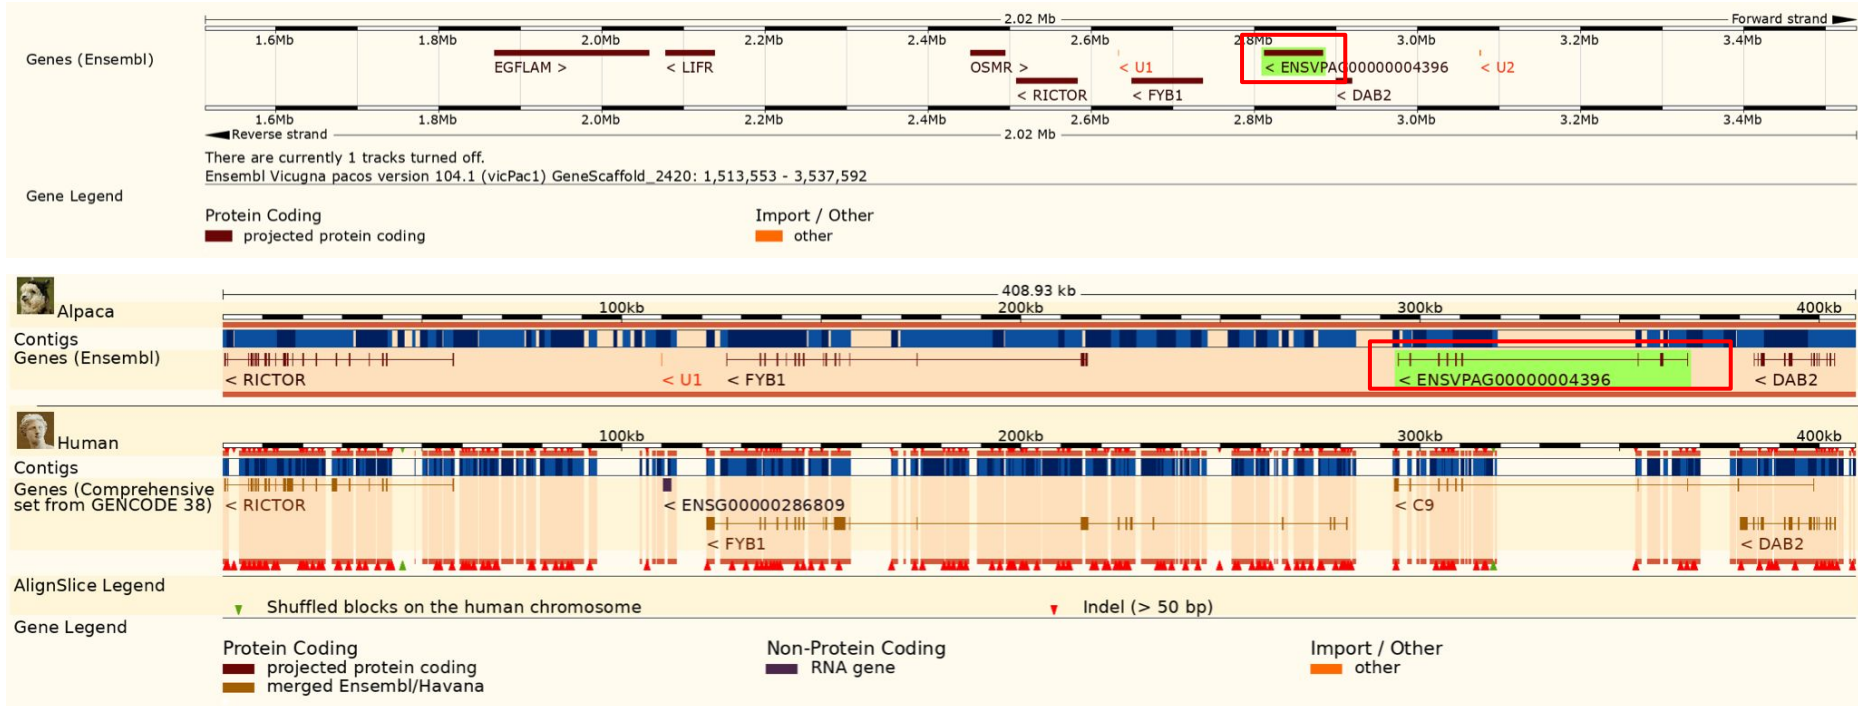 2.02 Mb Forward strand
1.6Mb 1.8Mb 2.0Mb 2.2Mb 2.4Mb 2.6Mb 2.8Mb 3.0Mb 3.2Mb 3.4Mb
Genes (Ensembl)
EGFLAM > < LIFR OSMR > < U1 < ENSVPAG00000004396 < U2
< RICTOR < FYB1 < DAB2
1.6Mb 1.8Mb 2.0Mb 2.2Mb 2.4Mb 2.6Mb 2.8Mb 3.0Mb 3.2Mb 3.4Mb
Reverse strand 2.02 Mb
There are currently 1 tracks turned off.
Ensembl Vicugna pacos version 104.1 (vicPac1) GeneScaffold_2420: 1,513,553 - 3,537,592
Gene Legend
Protein Coding Import / Other
projected protein coding other
408.93 kb
Alpaca 100kb 200kb 300kb 400kb
Contigs
Genes (Ensembl)
< RICTOR < U1 < FYB1 < ENSVPAG00000004396 < DAB2
Human 100kb 200kb 300kb 400kb
Contigs
Genes (Comprehensive
set from GENCODE 38) < RICTOR < ENSG00000286809 < C9
< FYB1 < DAB2
AlignSlice Legend
Shuffled blocks on the human chromosome Indel (> 50 bp)
Gene Legend
Protein Coding Non-Protein Coding Import / Other
projected protein coding RNA gene other
merged Ensembl/Havana